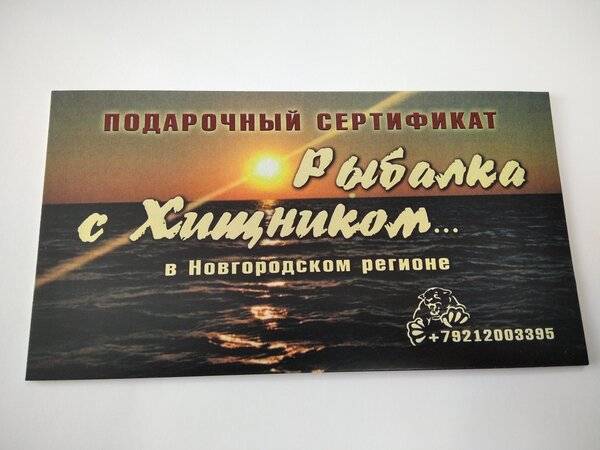 ПОДАРОЧНЫЙ СЕРТИФИКАТ
Рыбалка
с Хищником...
в Новгородском регионе
+79212003395